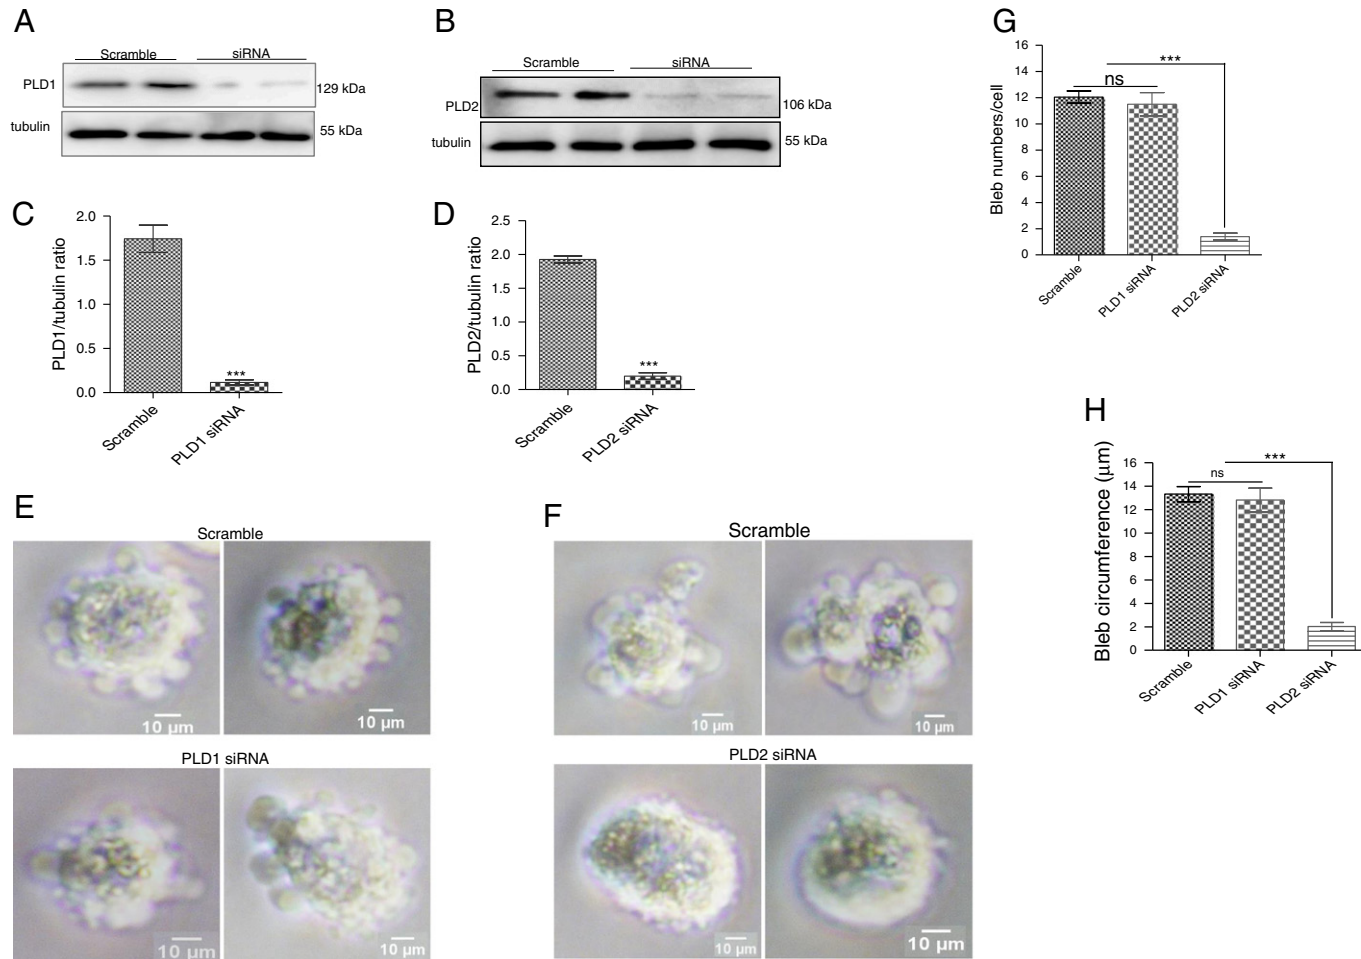 A
Scramble siRNA
PLD1
129 kDa
tubulin
55 kDa
B
Scramble siRNA
PLD2
106 kDa
tubulin
55 kDa
C
PLD1/tubulin ratio
2.0
1.5
1.0
0.5
0.0
***
Scramble
PLD1 siRNA
D
PLD2/tubulin ratio
2.5
2.0
1.5
1.0
0.5
0.0
***
Scramble
PLD2 siRNA
E
Scramble
10 µm
10 µm
PLD1 siRNA
10 µm
10 µm
F
Scramble
10 µm
10 µm
PLD2 siRNA
10 µm
10 µm
G
Bleb numbers/cell
16
14
12
10
8
6
4
2
0
***
ns
Scramble
PLD1 siRNA
PLD2 siRNA
H
Bleb circumference (µm)
16
14
12
10
8
6
4
2
0
***
ns
Scramble
PLD1 siRNA
PLD2 siRNA